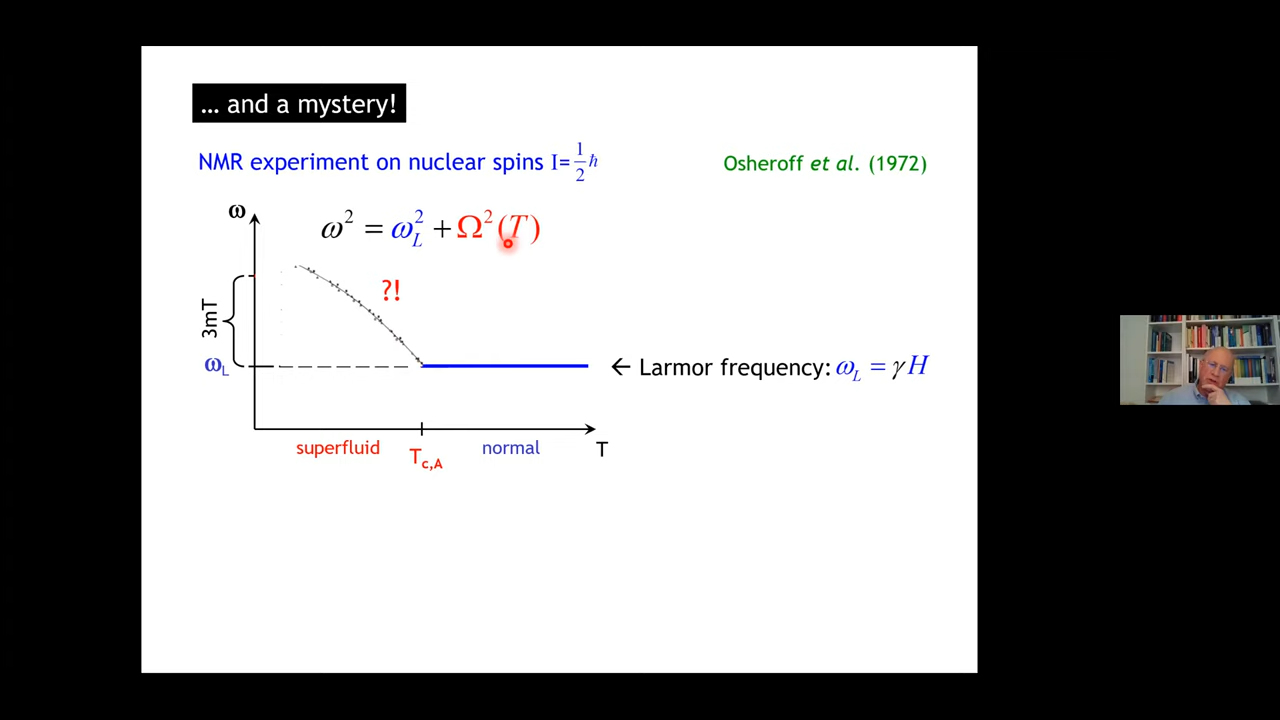 … and a mystery!
NMR experiment on nuclear spins I=1/2 ħ
Osheroff et al. (1972)
ω
ω² = ω_L² + Ω²(T)
?!
3mT
ω_L
← Larmor frequency: ω_L = γH
superfluid
T_c,A
normal
T